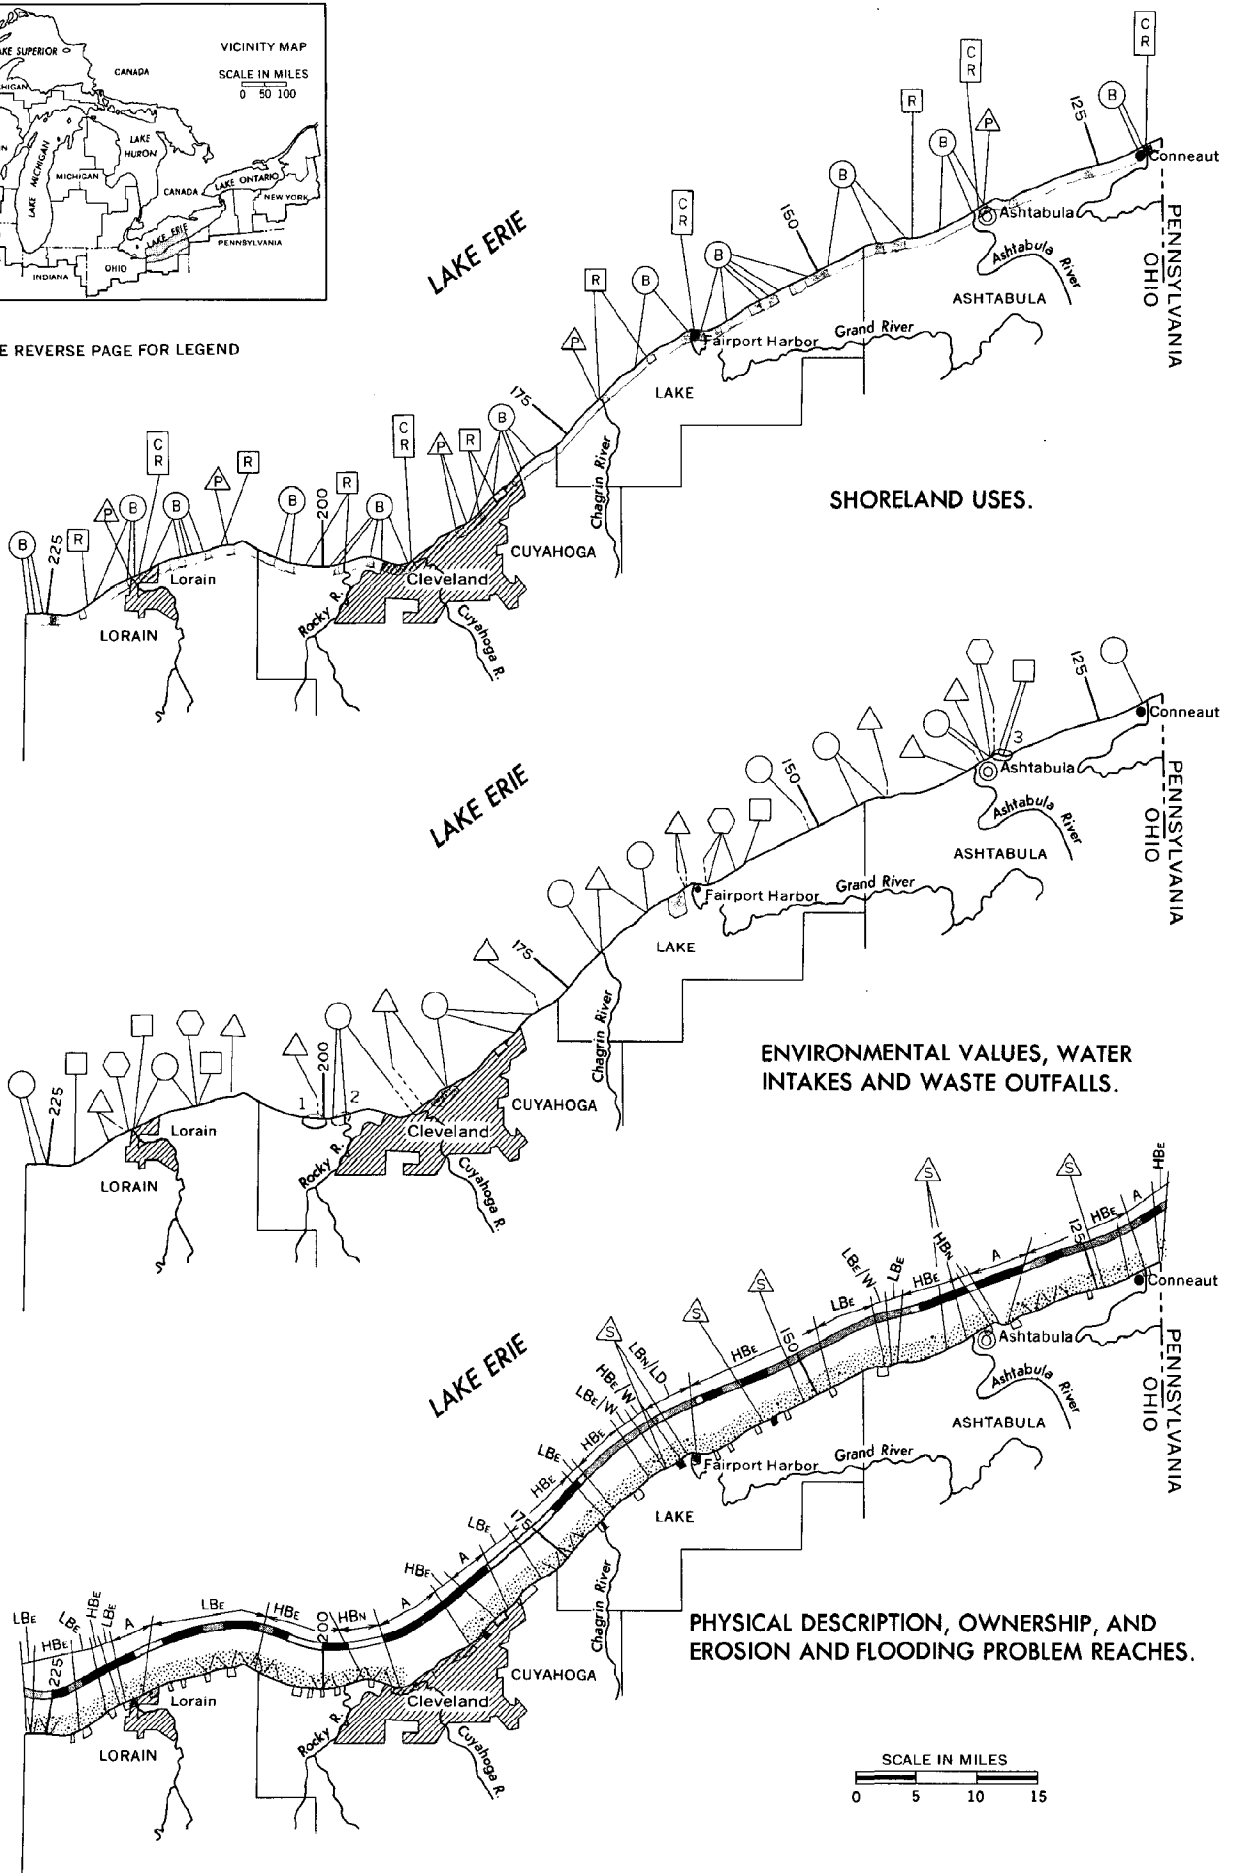 VICINITY MAP
SCALE IN MILES
0 50 100
KE SUPERIOR
CANADA
HIGAN
LAKE HURON
LAKE MICHIGAN
MICHIGAN
CANADA
LAKE ONTARIO
NEW YORK
LAKE ERIE
PENNSYLVANIA
OHIO
INDIANA
E REVERSE PAGE FOR LEGEND
C R
B
125
Conneaut
C R
P
R
B
Ashtabula
Ashtabula River
ASHTABULA
PENNSYLVANIA
OHIO
B
150
LAKE ERIE
C R
B
R
B
P
Fairport Harbor
Grand River
LAKE
175
Chagrin River
SHORELAND USES.
B
R
P
C R
R
B
200
B
R
P
C R
B
P
B
R
225
B
Lorain
LORAIN
Rocky R.
Cleveland
Cuyahoga R.
CUYAHOGA
125
Conneaut
3
Ashtabula
Ashtabula River
ASHTABULA
PENNSYLVANIA
OHIO
150
LAKE ERIE
Fairport Harbor
Grand River
LAKE
175
Chagrin River
ENVIRONMENTAL VALUES, WATER
INTAKES AND WASTE OUTFALLS.
225
200
1
2
Lorain
LORAIN
Rocky R.
Cleveland
Cuyahoga R.
CUYAHOGA
HBE
A
HBE
S
125
Conneaut
S
A
HBN
HBE
LBE
LBE/W
LBE
Ashtabula
Ashtabula River
ASHTABULA
PENNSYLVANIA
OHIO
S
150
HBE
S
S
LBN/LD
HBE/W
LBE/W
HBE
LBE
HBE
LAKE ERIE
Fairport Harbor
Grand River
LAKE
175
Chagrin River
LBE
A
HBE
A
HBN
200
HBE
LBE
A
LBE
HBE
LBE
HBE
LBE
225
PHYSICAL DESCRIPTION, OWNERSHIP, AND
EROSION AND FLOODING PROBLEM REACHES.
Lorain
LORAIN
Rocky R.
Cleveland
Cuyahoga R.
CUYAHOGA
SCALE IN MILES
0 5 10 15